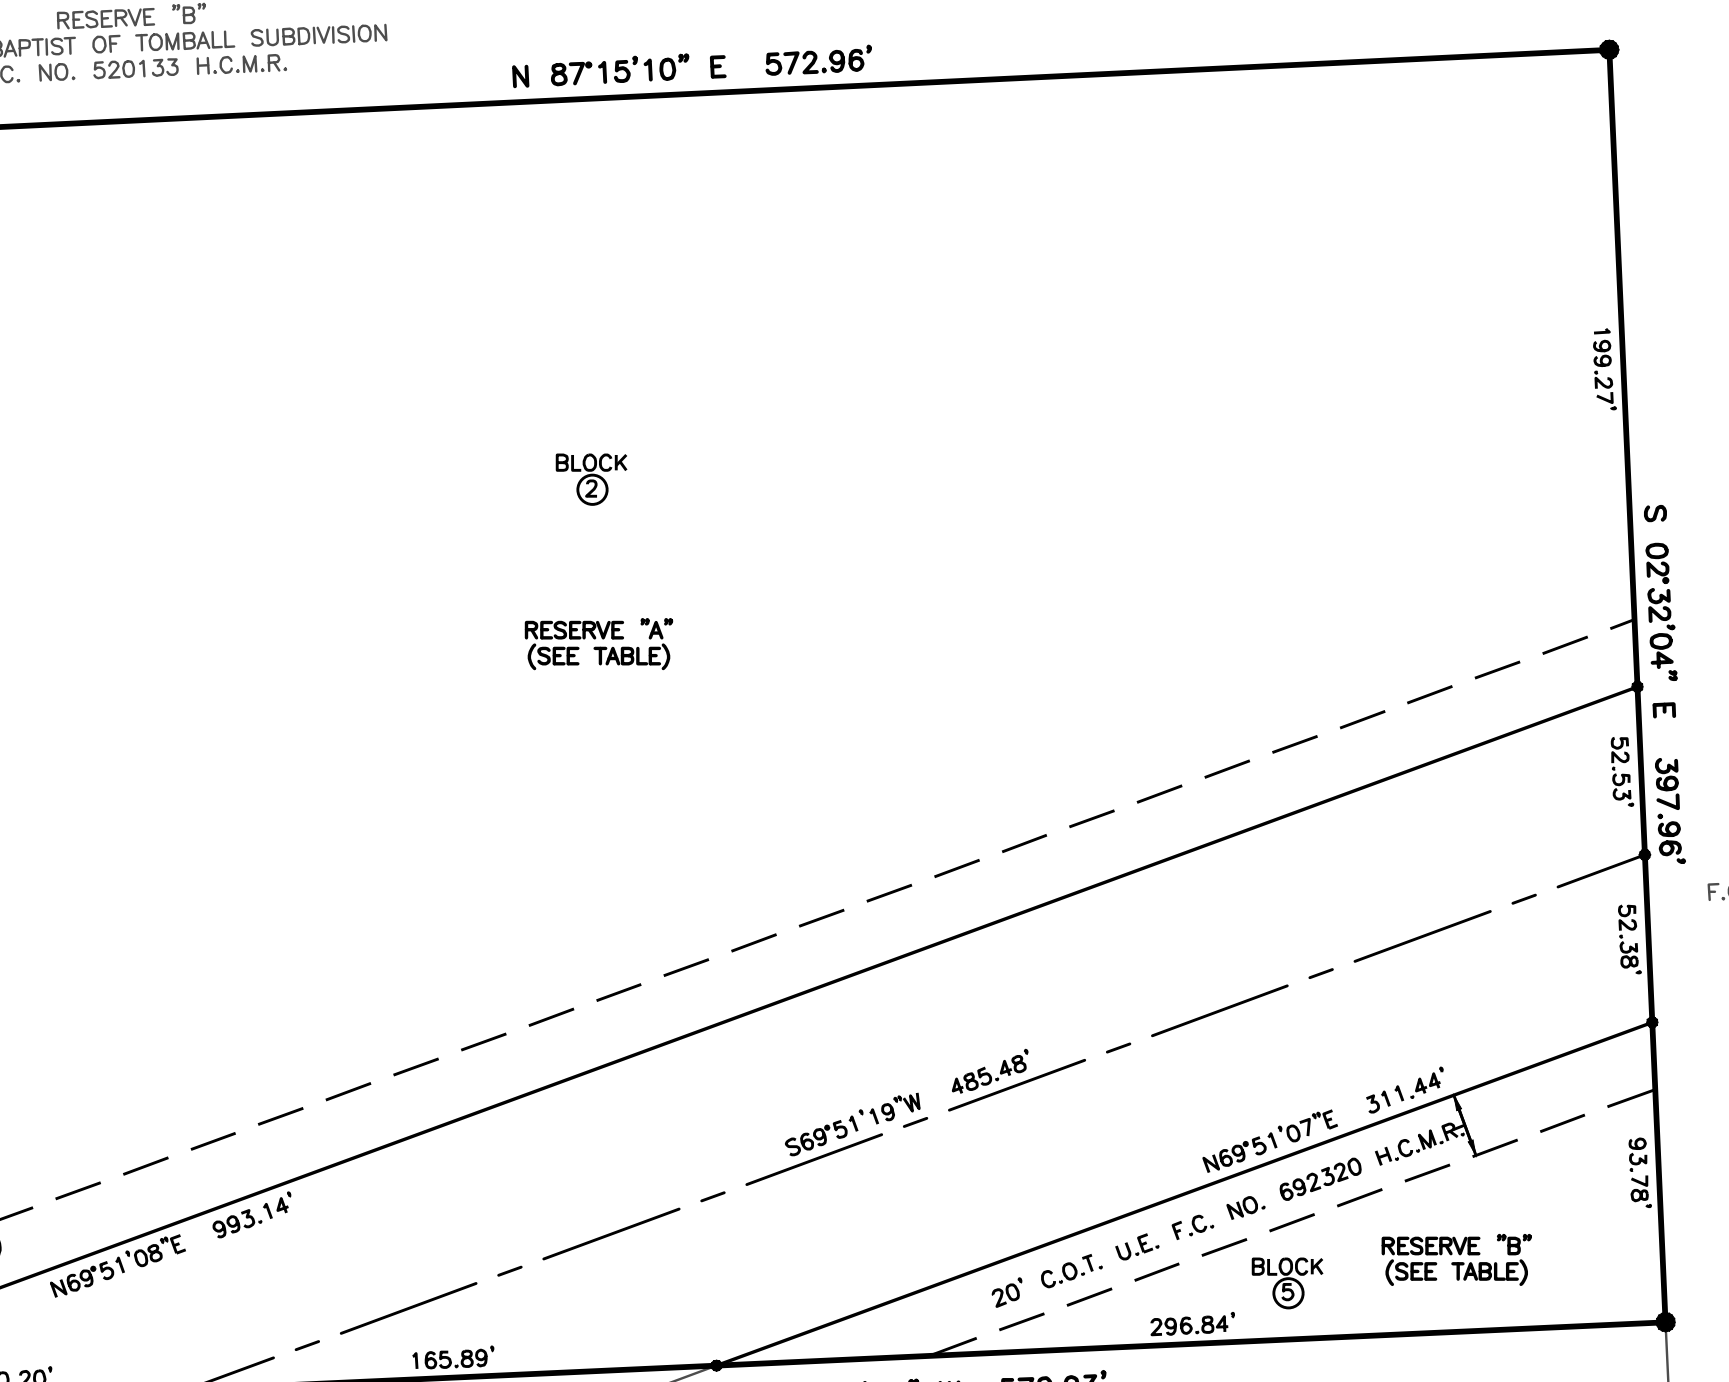 RESERVE "B"
BAPTIST OF TOMBALL SUBDIVISION
C. NO. 520133 H.C.M.R.
N 87°15'10" E 572.96'
199.27'
BLOCK
2
S 02°32'04" E 397.96'
RESERVE "A"
(SEE TABLE)
52.53'
52.38'
S69°51'19"W 485.48'
N69°51'07"E 311.44'
20' C.O.T. U.E. F.C. NO. 692320 H.C.M.R.
93.78'
N69°51'08"E 993.14'
RESERVE "B"
(SEE TABLE)
BLOCK
5
296.84'
165.89'